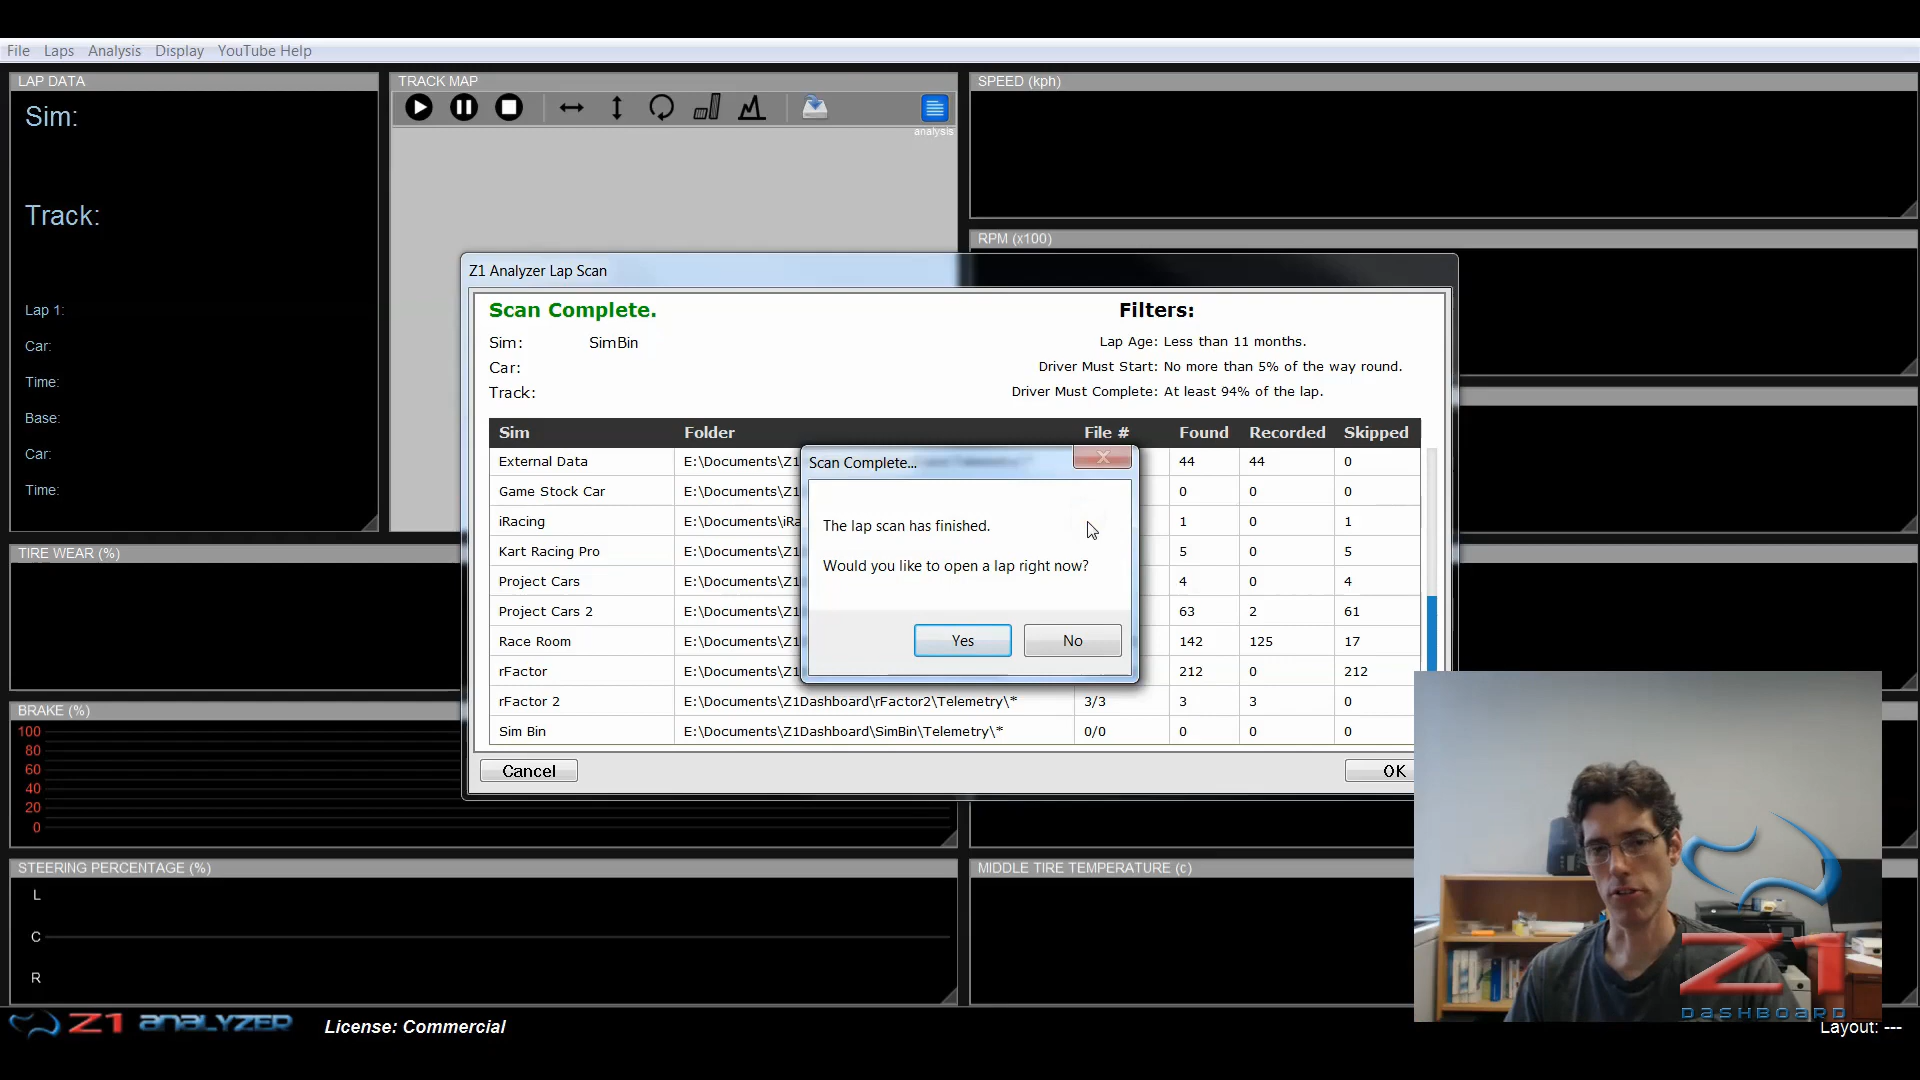 File Laps Analysis Display YouTube Help
LAP DATA
Sim:
Track:
Lap 1:
Car:
Time:
Base:
Car:
Time:
TRACK MAP
analysis
SPEED (kph)
RPM (x100)
TIRE WEAR (%)
BRAKE (%)
100
80
60
40
20
0
STEERING PERCENTAGE (%)
L
C
R
MIDDLE TIRE TEMPERATURE (c)
Z1 Analyzer Lap Scan
Scan Complete.
Sim: SimBin
Car:
Track:
Filters:
Lap Age: Less than 11 months.
Driver Must Start: No more than 5% of the way round.
Driver Must Complete: At least 94% of the lap.
Sim Folder File # Found Recorded Skipped
External Data E:\Documents\Z1 44 44 0
Game Stock Car E:\Documents\Z1 0 0 0
iRacing E:\Documents\iRa 1 0 1
Kart Racing Pro E:\Documents\Z1 5 0 5
Project Cars E:\Documents\Z1 4 0 4
Project Cars 2 E:\Documents\Z1 63 2 61
Race Room E:\Documents\Z1 142 125 17
rFactor E:\Documents\Z1 212 0 212
rFactor 2 E:\Documents\Z1Dashboard\rFactor2\Telemetry\* 3/3 3 3 0
Sim Bin E:\Documents\Z1Dashboard\SimBin\Telemetry\* 0/0 0 0 0
Cancel OK
Scan Complete...
X
The lap scan has finished.
Would you like to open a lap right now?
Yes No
Z1 ANALYZER License: Commercial
Z1
DASHBOARD
Layout: ---